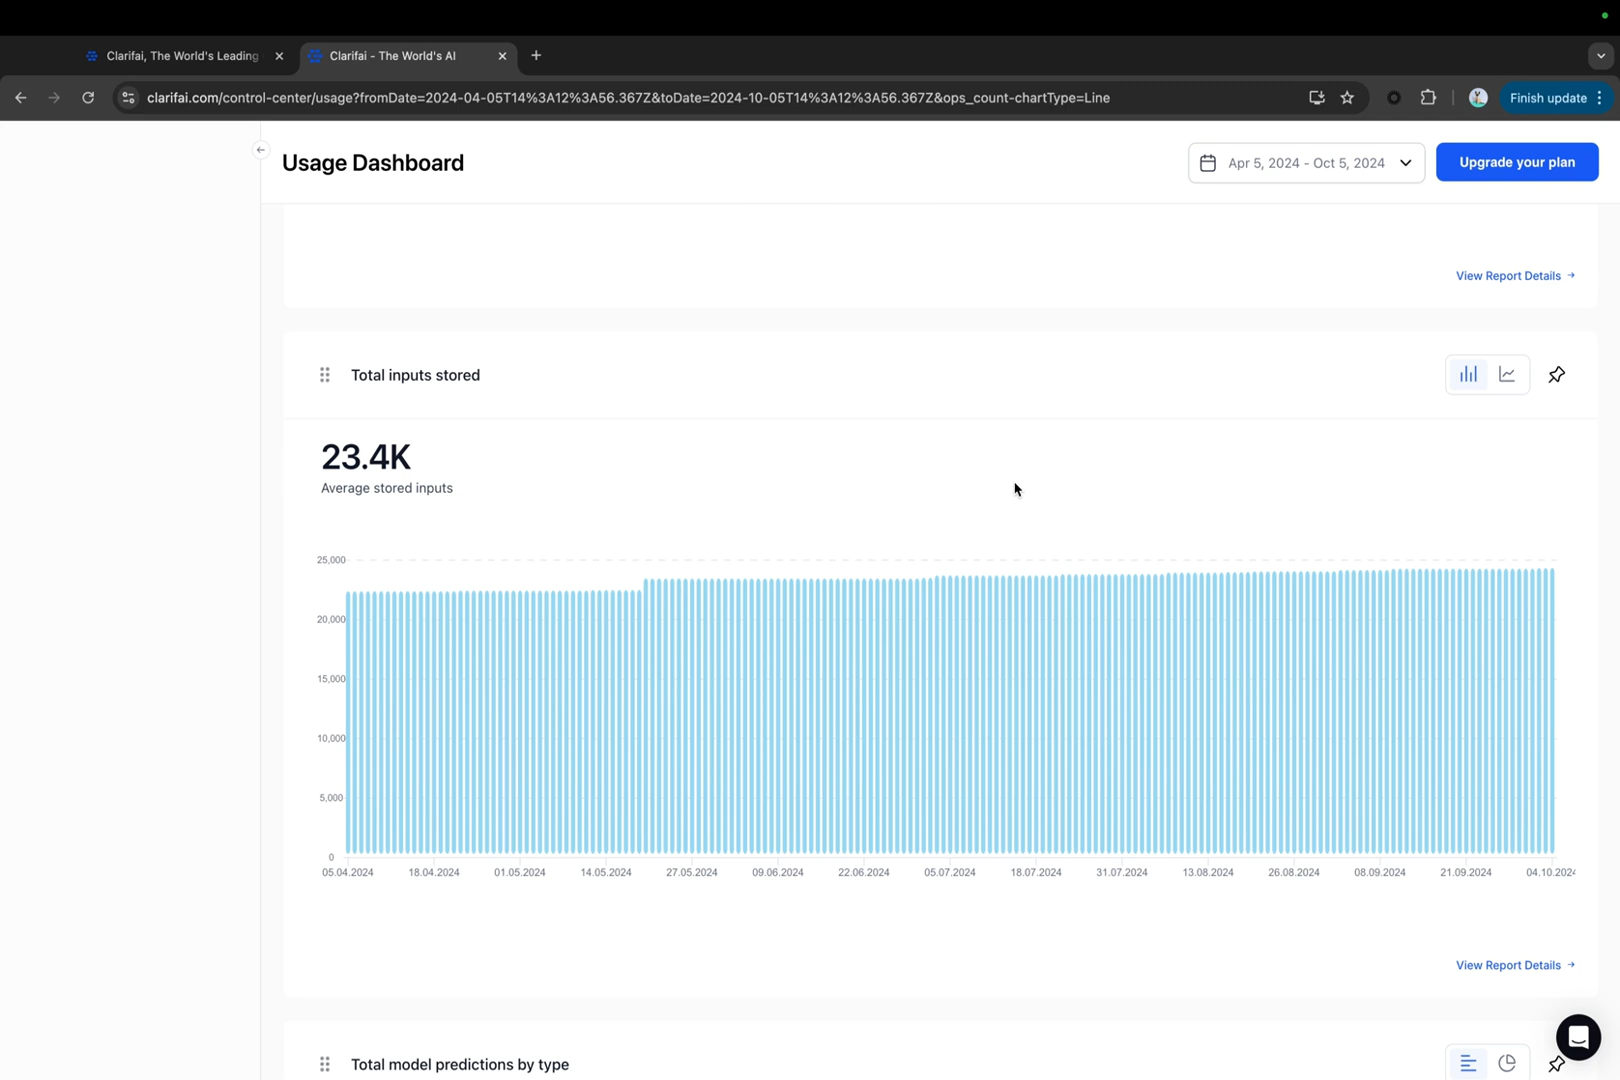 Clarifai, The World's Leading
Clarifai - The World's AI
clarifai.com/control-center/usage?fromDate=2024-04-05T14%3A12%3A56.367Z&toDate=2024-10-05T14%3A12%3A56.367Z&ops_count-chartType=Line
Finish update
Usage Dashboard
Apr 5, 2024 - Oct 5, 2024
Upgrade your plan
View Report Details →
Total inputs stored
23.4K
Average stored inputs
25,000
20,000
15,000
10,000
5,000
0
05.04.2024 18.04.2024 01.05.2024 14.05.2024 27.05.2024 09.06.2024 22.06.2024 05.07.2024 18.07.2024 31.07.2024 13.08.2024 26.08.2024 08.09.2024 21.09.2024 04.10.2024
View Report Details →
Total model predictions by type